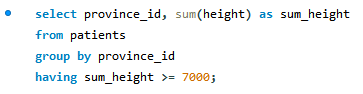 select province_id, sum(height) as sum_height
from patients
group by province_id
having sum_height >= 7000;